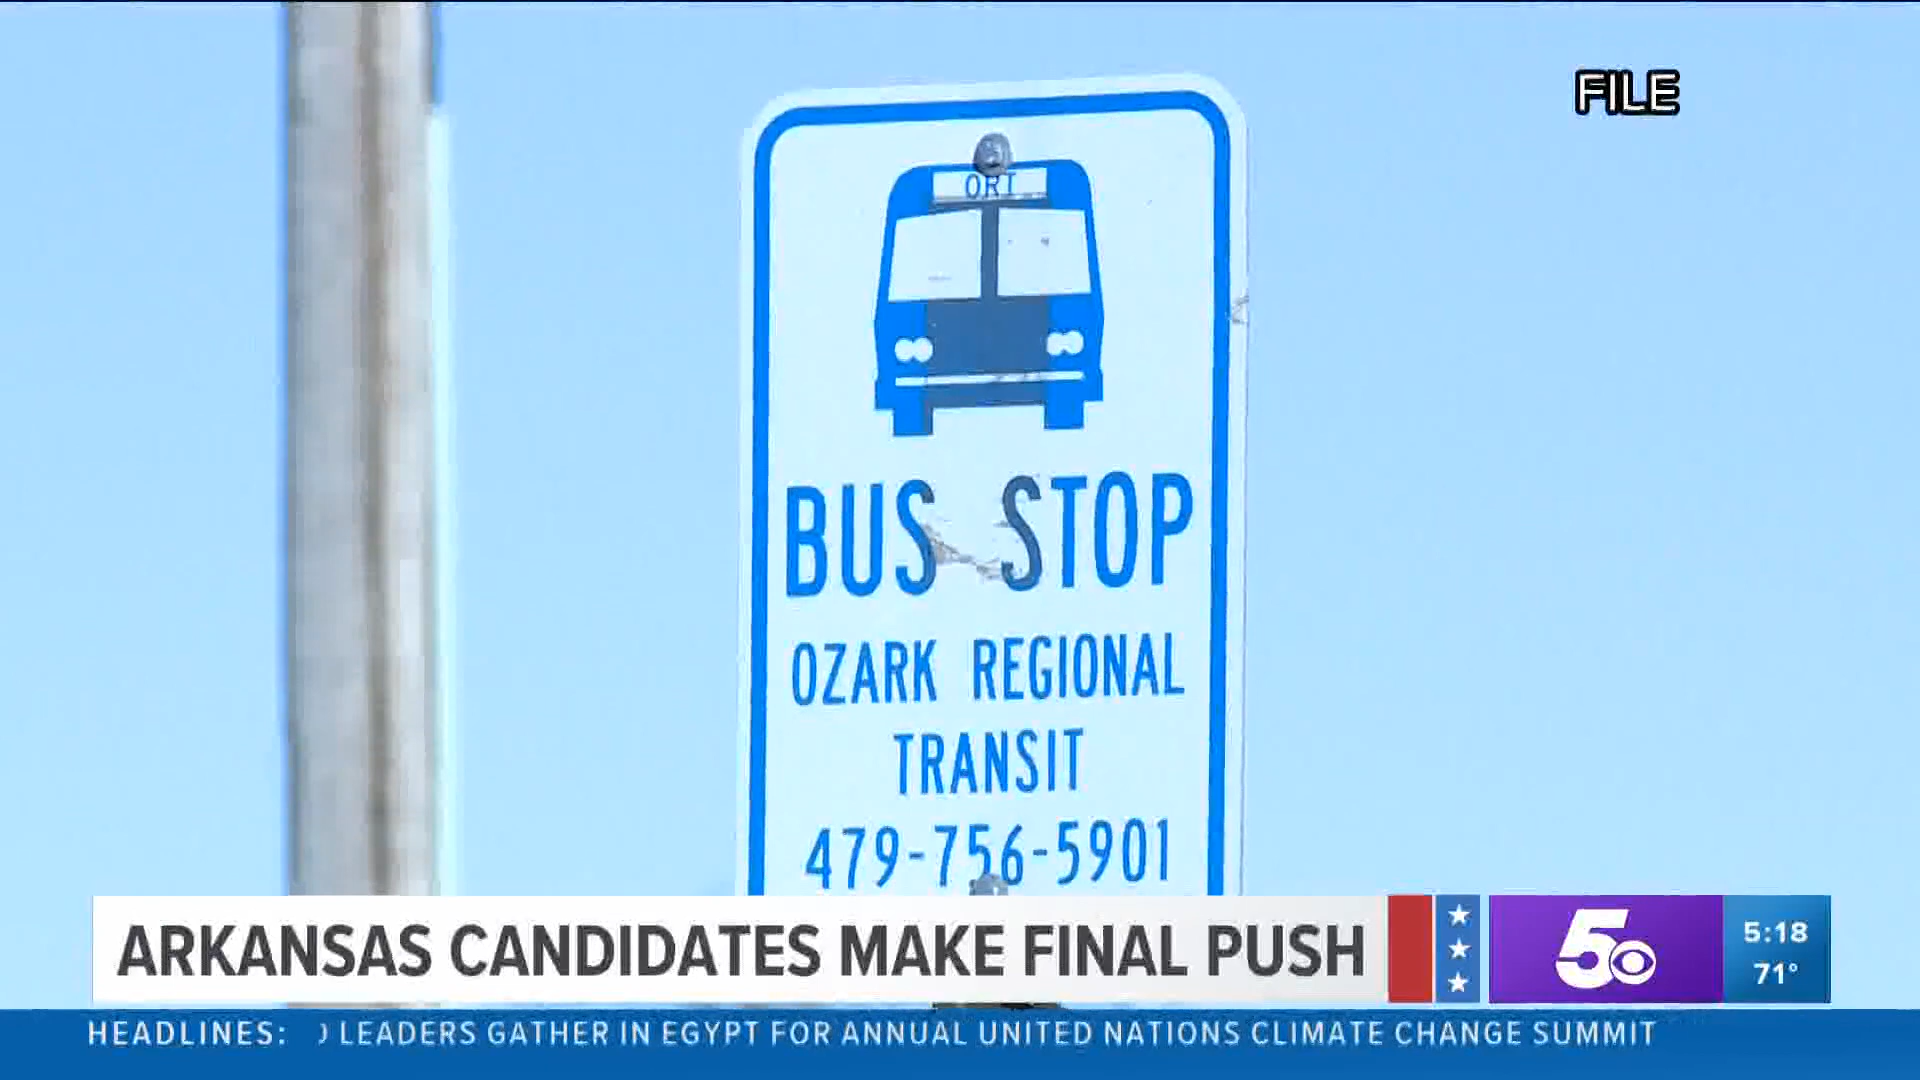 FILE
ORT
BUS STOP
OZARK REGIONAL
TRANSIT
479-756-5901
ARKANSAS CANDIDATES MAKE FINAL PUSH
5
5:18
71°
HEADLINES: LEADERS GATHER IN EGYPT FOR ANNUAL UNITED NATIONS CLIMATE CHANGE SUMMIT